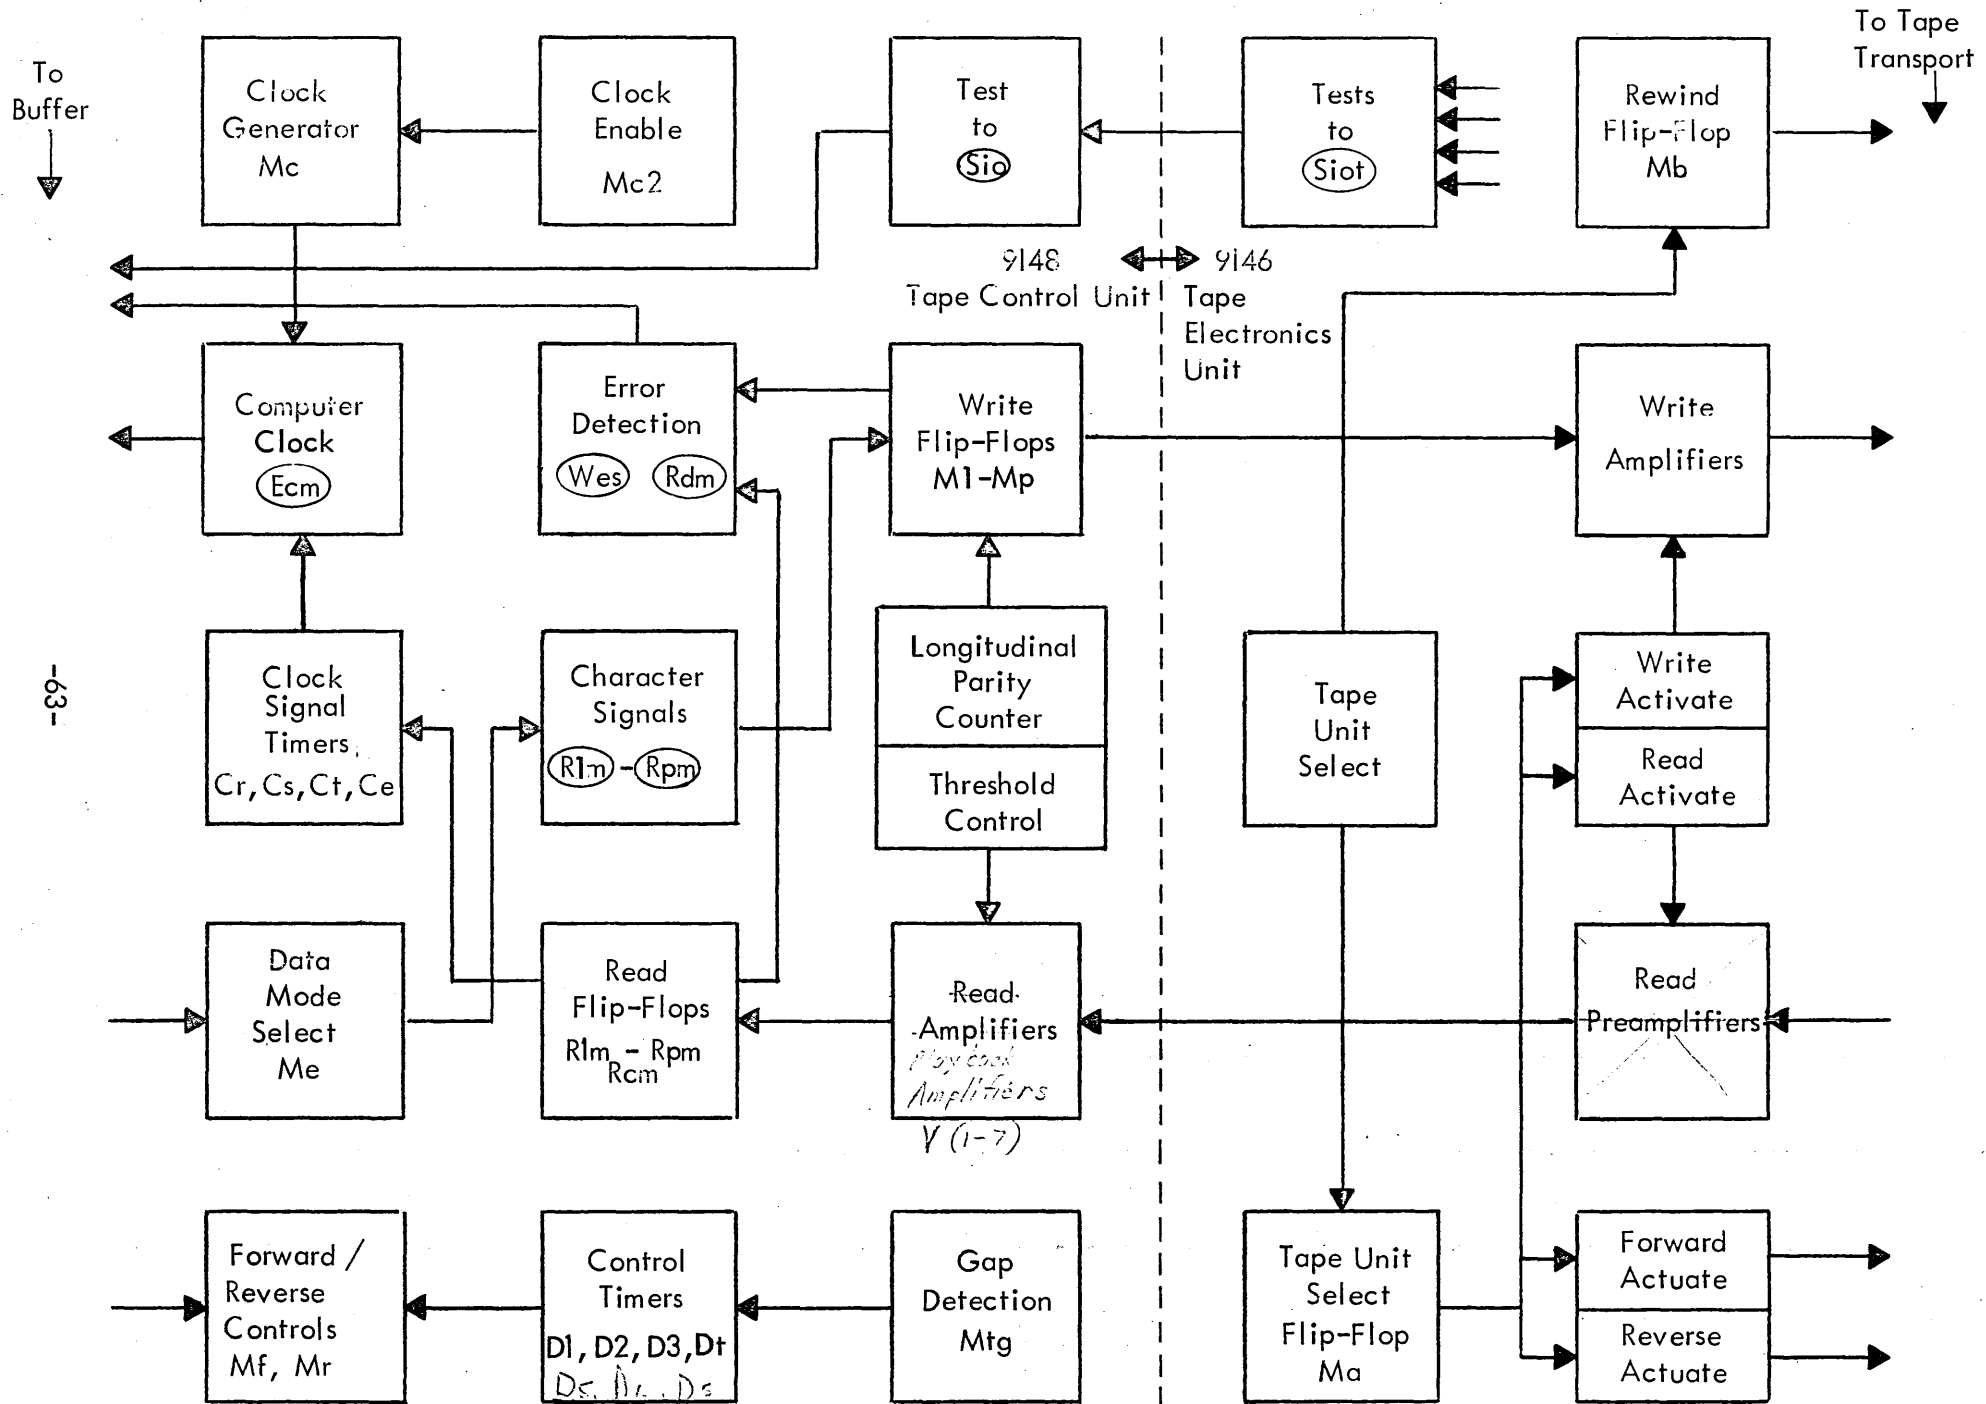 To
Buffer
Clock
Generator
Mc
Clock
Enable
Mc2
Test
to
Sio
Tests
to
Siot
Rewind
Flip-Flop
Mb
To Tape
Transport
9148
Tape Control Unit
9146
Tape
Electronics
Unit
Computer
Clock
Ecm
Error
Detection
Wes Rdm
Write
Flip-Flops
M1-Mp
Write
Amplifiers
-63-
Clock
Signal
Timers
Cr, Cs, Ct, Ce
Character
Signals
R1m - Rpm
Longitudinal
Parity
Counter
Threshold
Control
Tape
Unit
Select
Write
Activate
Read
Activate
Data
Mode
Select
Me
Read
Flip-Flops
R1m - Rpm
Rcm
Read
Amplifiers
Playback
Amplifiers
V (1-7)
Read
Preamplifiers
Forward /
Reverse
Controls
Mf, Mr
Control
Timers
D1, D2, D3, Dt
Gap
Detection
Mtg
Tape Unit
Select
Flip-Flop
Ma
Forward
Actuate
Reverse
Actuate